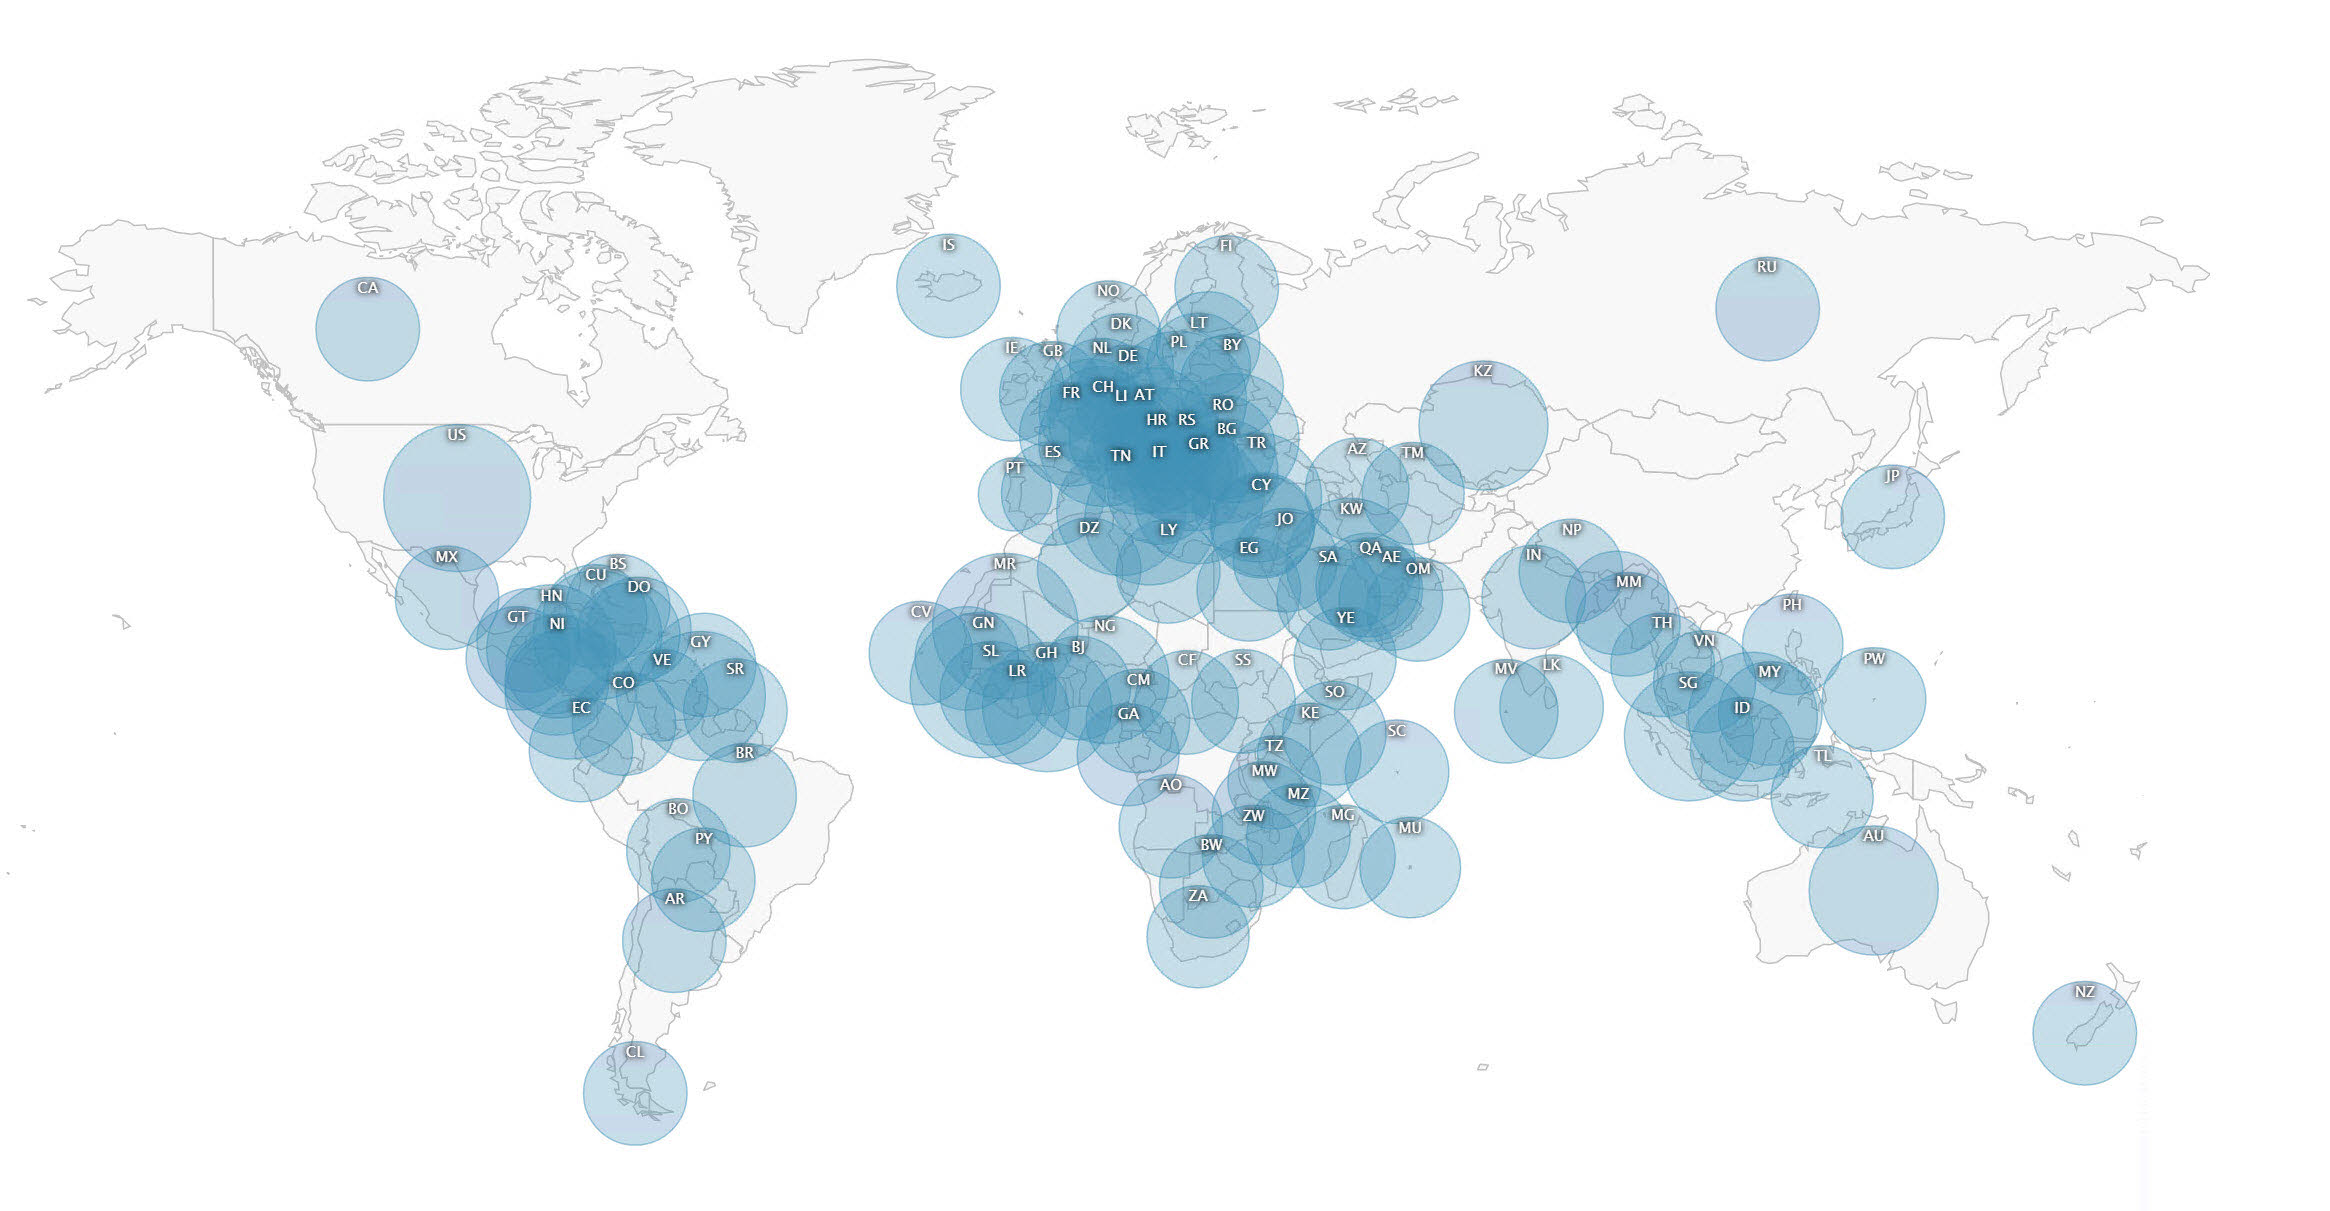 IS
FI
RU
CA
NO
DK
LT
IE
GB
NL
DE
PL
BY
KZ
FR
CH
LI
AT
RO
HR
RS
BG
US
ES
TN
IT
GR
TR
AZ
TM
PT
JP
CY
KW
DZ
LY
JO
NP
MX
EG
SA
QA
AE
IN
BS
CU
MR
OM
DO
MM
HN
GT
NI
CV
GN
NG
YE
PH
TH
GY
SL
GH
BJ
VN
VE
SR
LR
CF
SS
MV
LK
PW
CO
CM
MY
SG
EC
GA
SO
KE
ID
SC
BR
TZ
TL
AO
MW
MZ
BO
PY
ZW
MG
MU
BW
AU
AR
ZA
NZ
CL